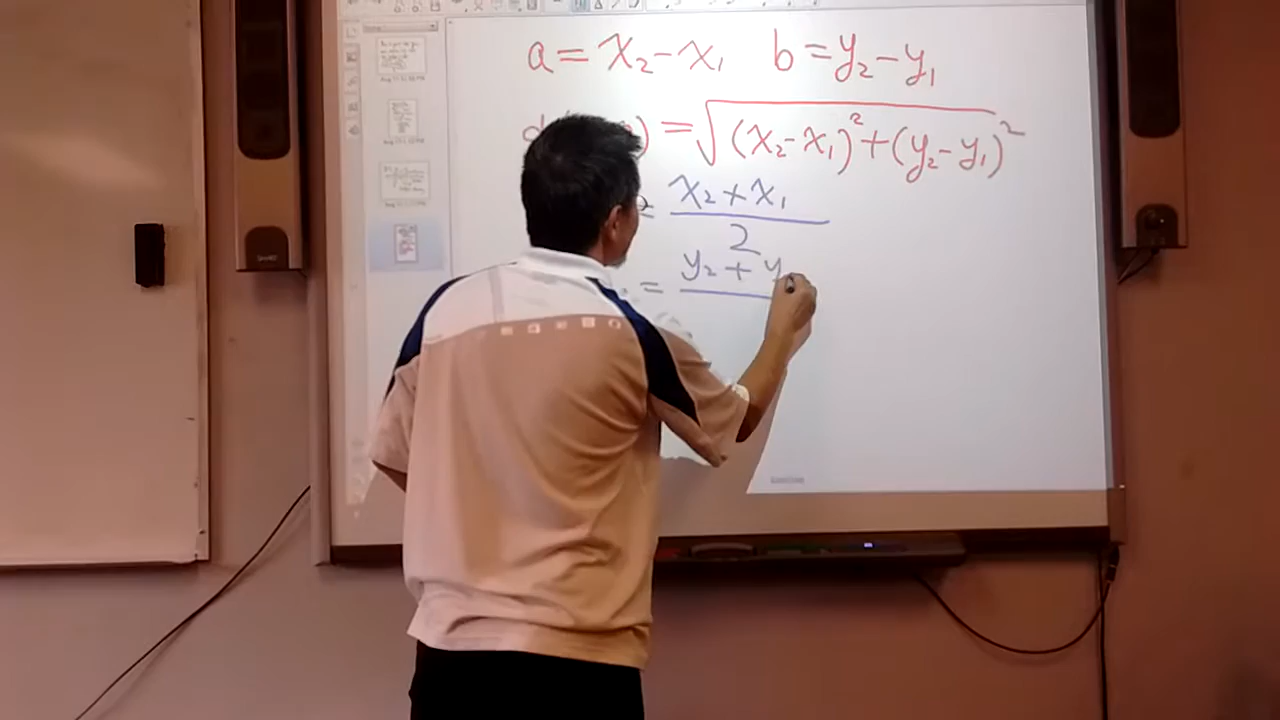 a = x₂ - x₁ b = y₂ - y₁
d ) = √(x₂ - x₁)² + (y₂ - y₁)²
= x₂ + x₁ / 2
= y₂ + y